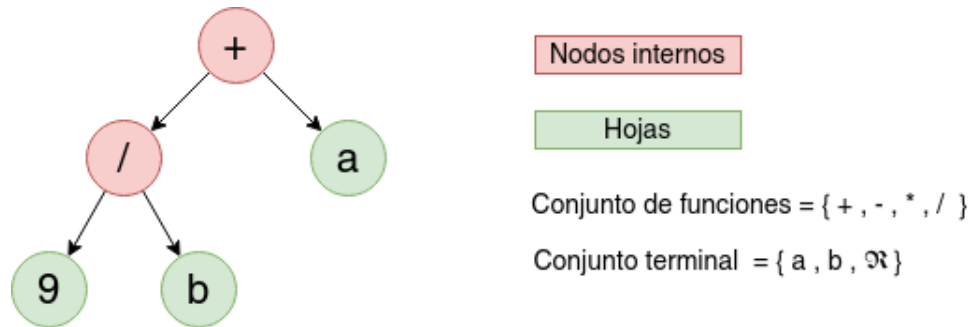 +
/
a
9
b
Nodos internos
Hojas
Conjunto de funciones = { + , - , * , / }
Conjunto terminal = { a , b , ℜ }